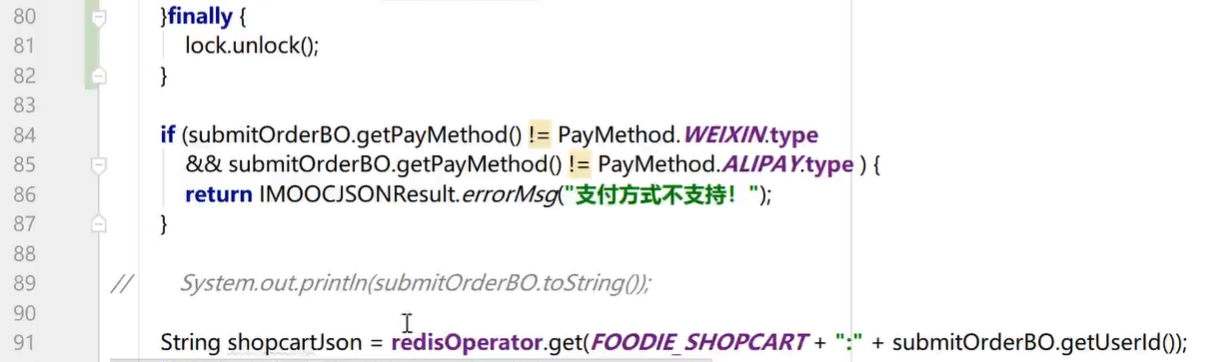 80 }finally {
81 lock.unlock();
82 }
83
84 if (submitOrderBO.getPayMethod() != PayMethod.WEIXIN.type
85 && submitOrderBO.getPayMethod() != PayMethod.ALIPAY.type ) {
86 return IMOOCJSONResult.errorMsg("支付方式不支持！");
87 }
88
89 // System.out.println(submitOrderBO.toString());
90
91 String shopcartJson = redisOperator.get(FOODIE_SHOPCART + ":" + submitOrderBO.getUserId());